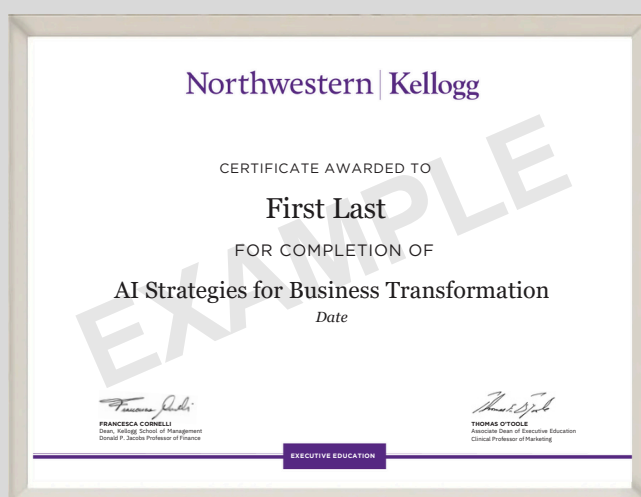 Northwestern | Kellogg
CERTIFICATE AWARDED TO
First Last
FOR COMPLETION OF
AI Strategies for Business Transformation
Date
EXAMPLE
FRANCESCA CORNELLI
Dean, Kellogg School of Management
Donald P. Jacobs Professor of Finance
THOMAS O'TOOLE
Associate Dean of Executive Education
Clinical Professor of Marketing
EXECUTIVE EDUCATION